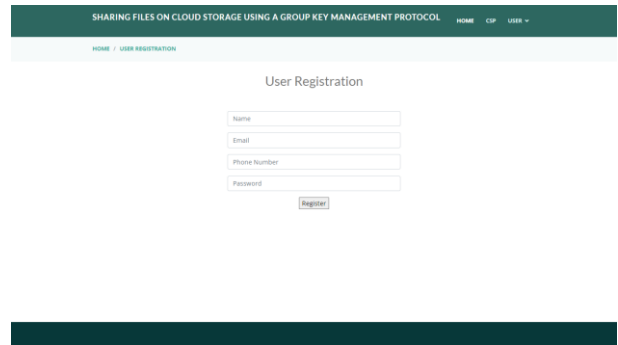 SHARING FILES ON CLOUD STORAGE USING A GROUP KEY MANAGEMENT PROTOCOL HOME CSP USER
HOME / USER REGISTRATION
User Registration
Name
Email
Phone Number
Password
Register